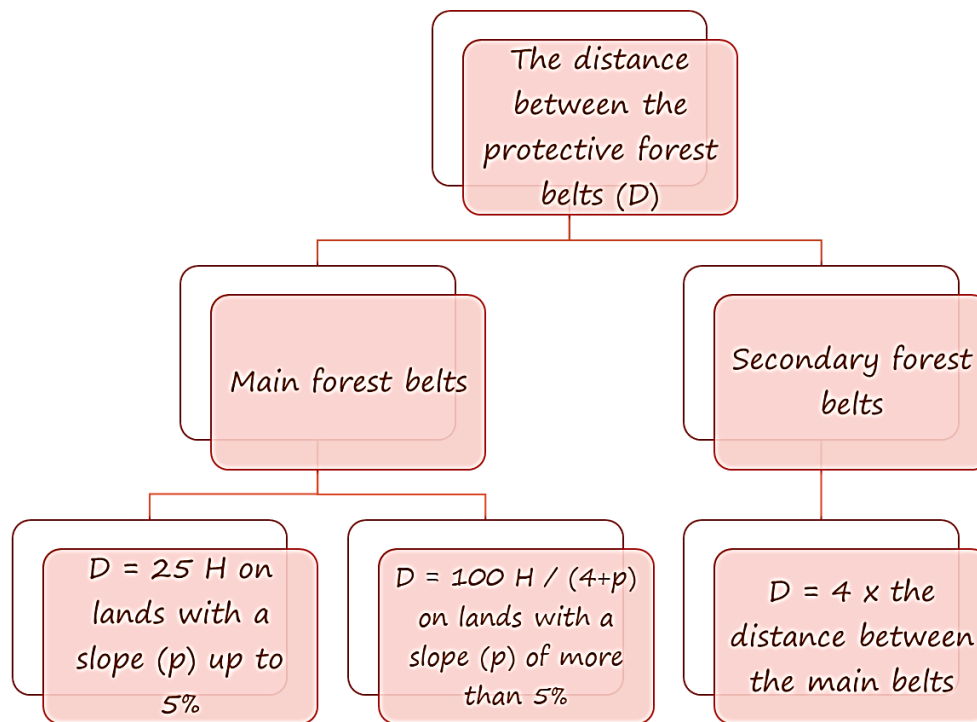 The distance
between the
protective forest
belts (D)
Main forest belts
Secondary forest
belts
D = 25 H on
lands with a
slope (p) up to
5%
D = 100 H / (4+p)
on lands with a
slope (p) of more
than 5%
D = 4 x the
distance between
the main belts